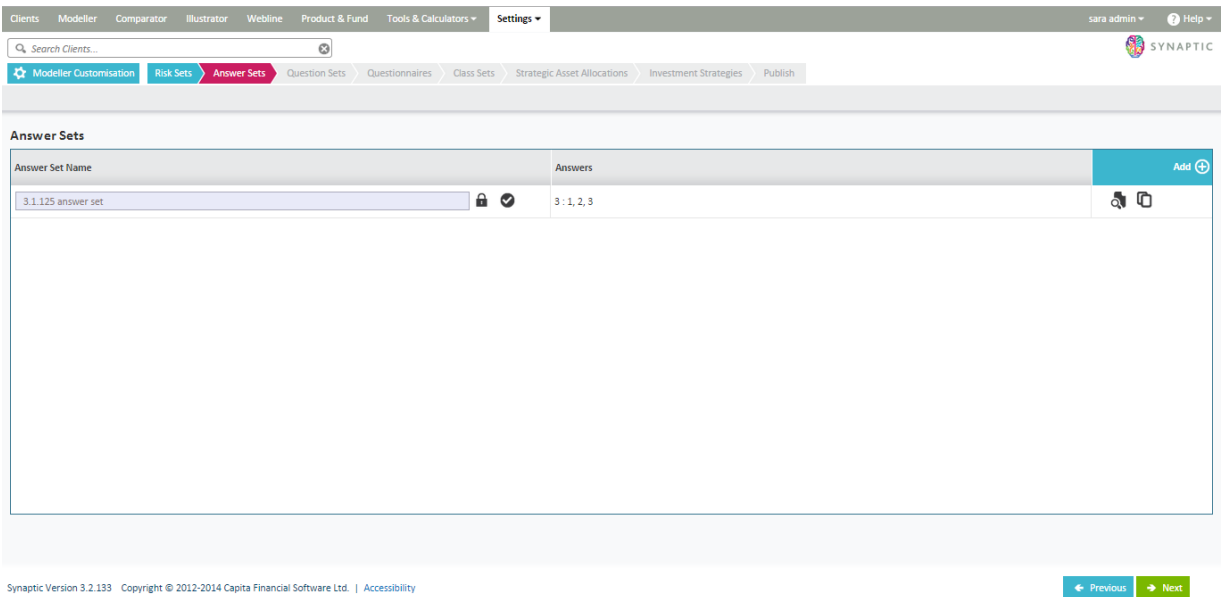 Clients Modeller Comparator Illustrator Webline Product & Fund Tools & Calculators Settings sara admin Help
Search Clients... SYNAPTIC
Modeller Customisation Risk Sets Answer Sets Question Sets Questionnaires Class Sets Strategic Asset Allocations Investment Strategies Publish
Answer Sets
Answer Set Name Answers Add
3.1.125 answer set 3 : 1, 2, 3
Synaptic Version 3.2.133 Copyright © 2012-2014 Capita Financial Software Ltd. | Accessibility Previous Next